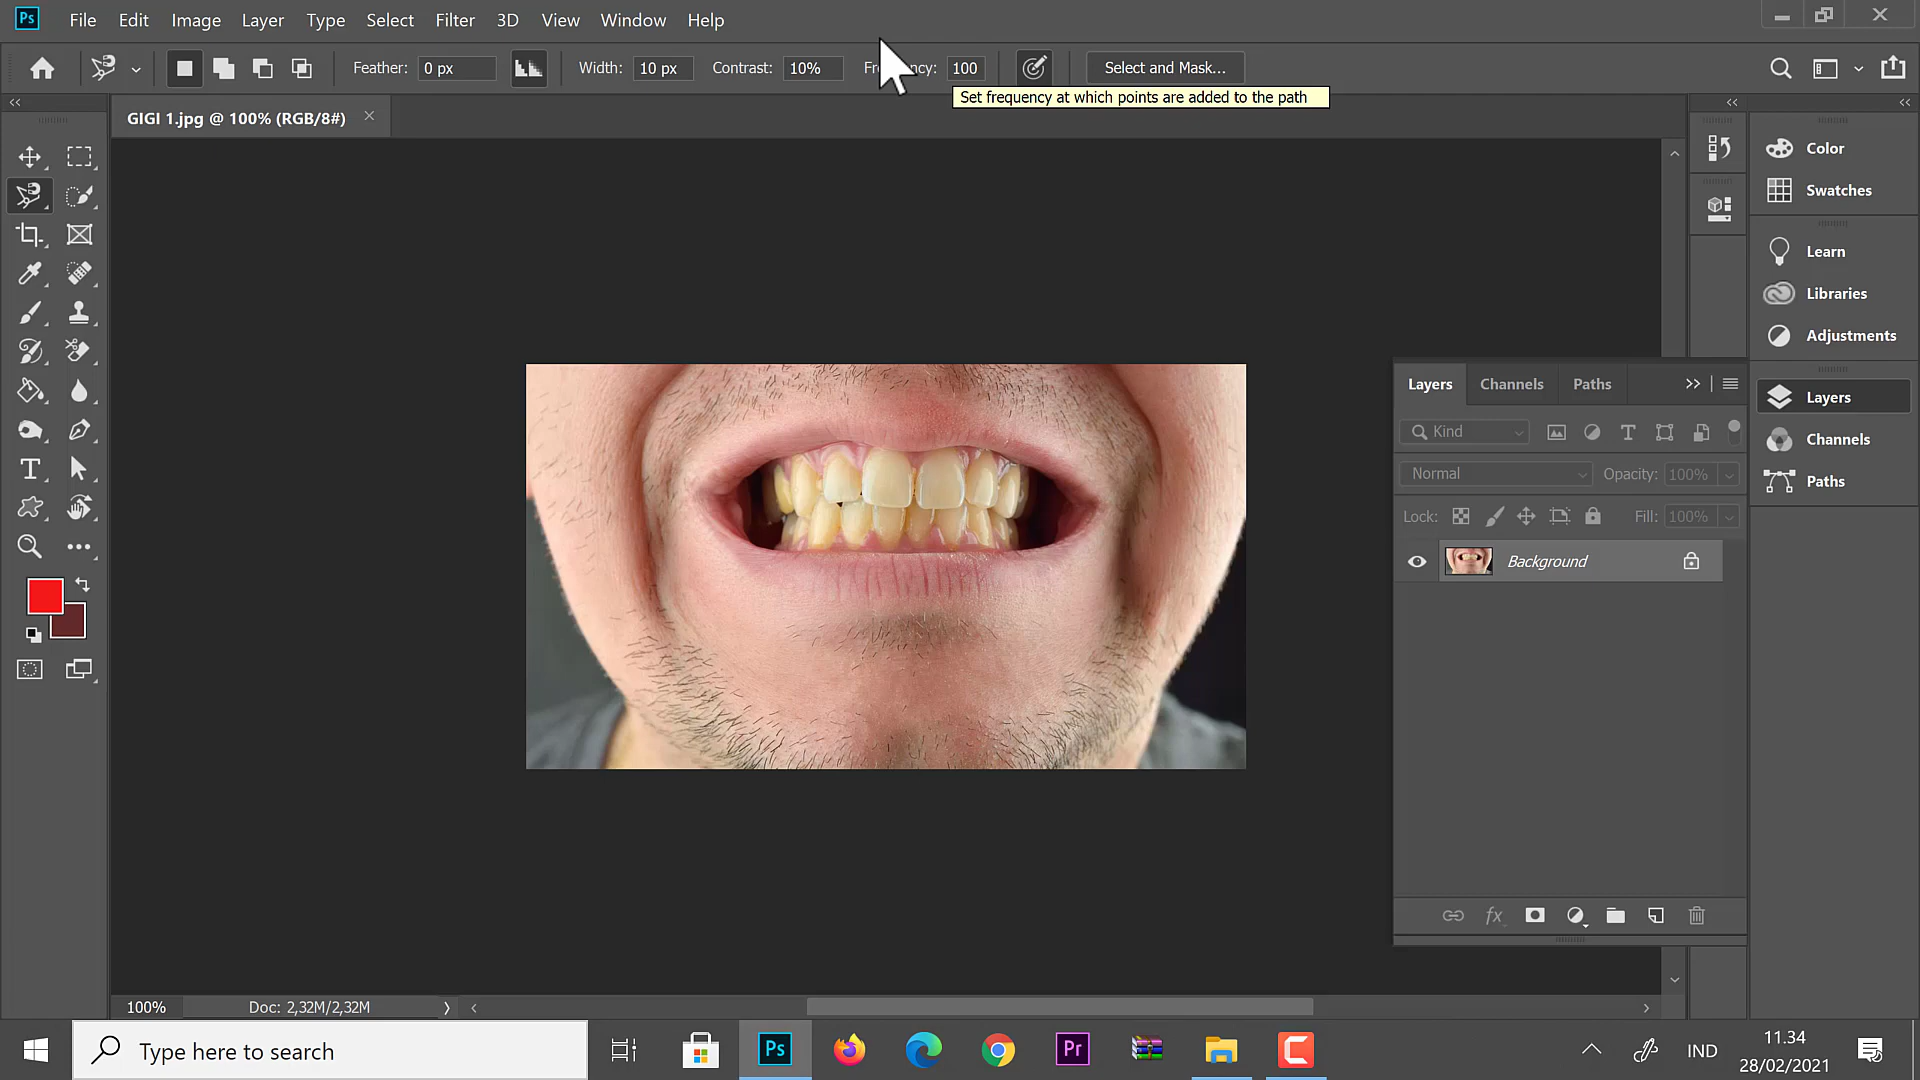 Ps File Edit Image Layer Type Select Filter 3D View Window Help
Feather: 0 px Width: 10 px Contrast: 10% 100 Select and Mask...
Set frequency at which points are added to the path
GIGI 1.jpg @ 100% (RGB/8#)
Color
Swatches
Learn
Libraries
Adjustments
Layers
Channels
Paths
Layers Channels Paths
Kind
Normal Opacity: 100%
Lock: Fill: 100%
Background
fx
100% Doc: 2,32M/2,32M
Type here to search
Ps
Pr
IND
11.34
28/02/2021